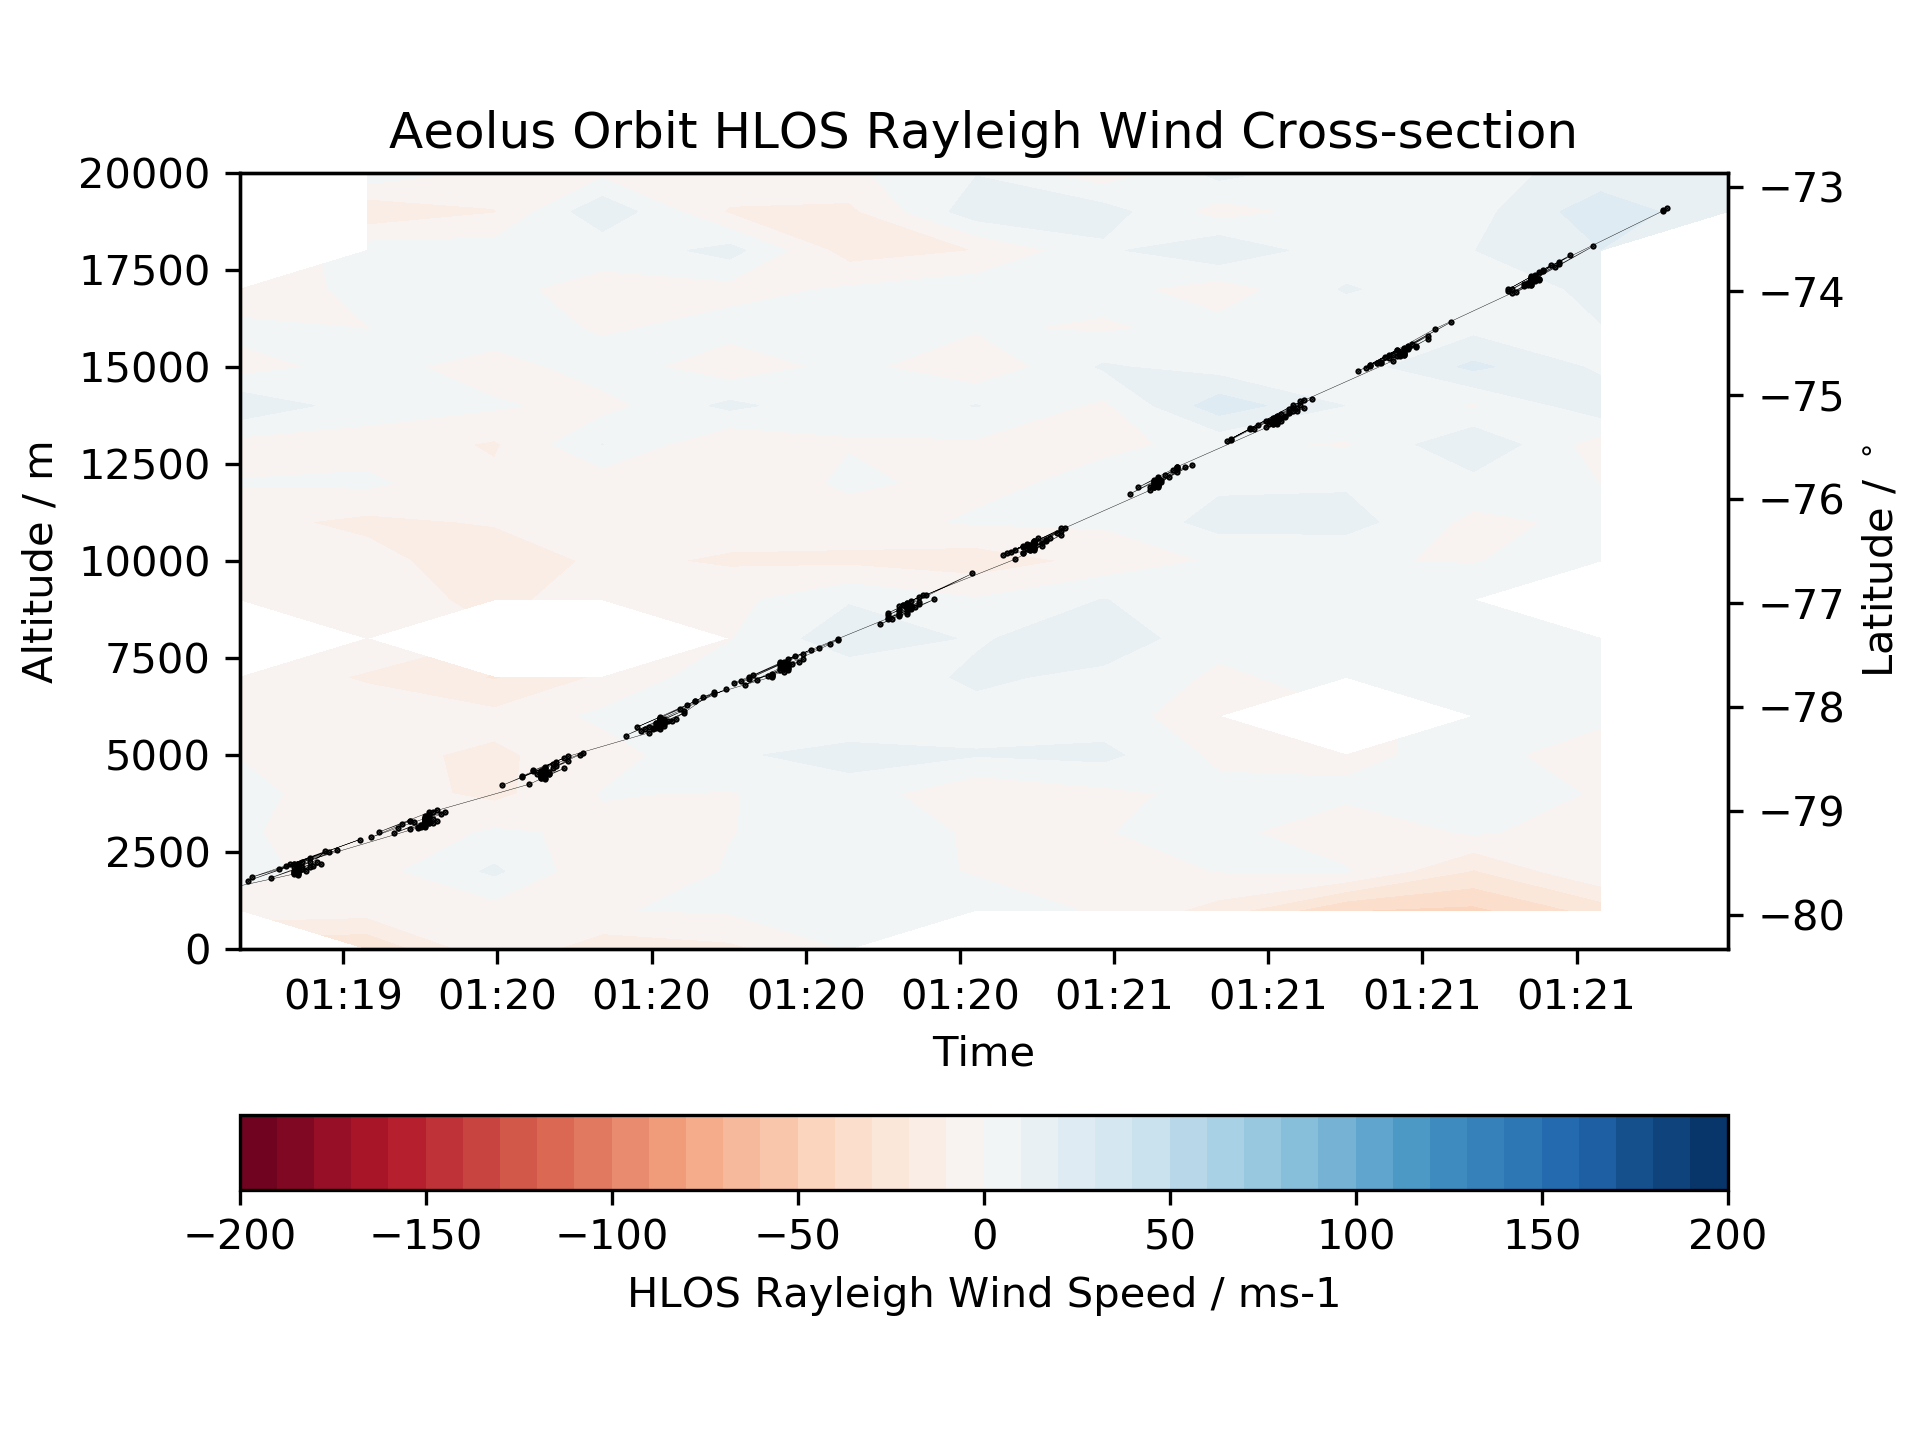 Aeolus Orbit HLOS Rayleigh Wind Cross-section
20000
17500
15000
12500
10000
7500
5000
2500
0
Altitude / m
−73
−74
−75
−76
−77
−78
−79
−80
Latitude / °
01:19 01:20 01:20 01:20 01:20 01:21 01:21 01:21 01:21
Time
−200 −150 −100 −50 0 50 100 150 200
HLOS Rayleigh Wind Speed / ms-1